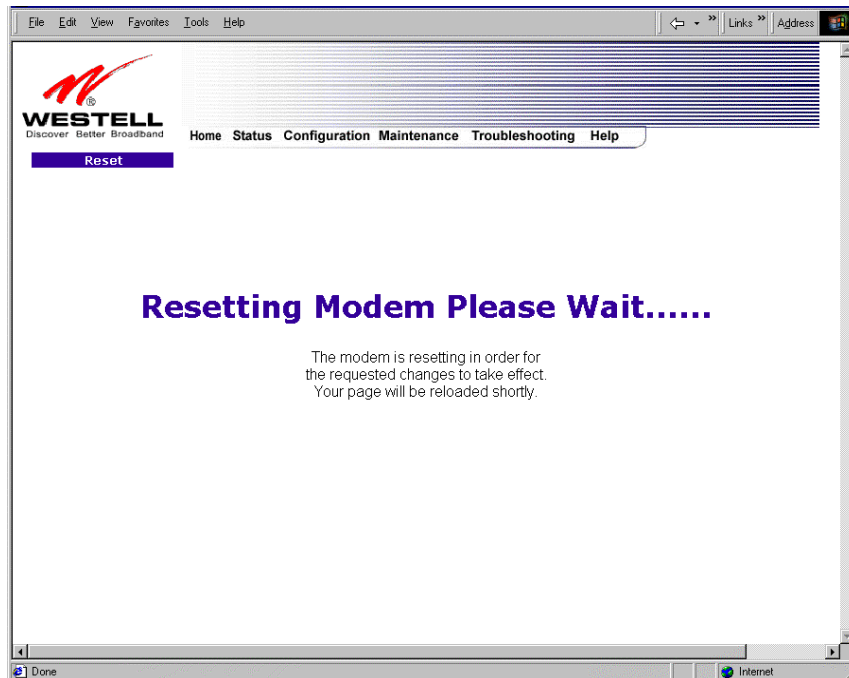 File Edit View Favorites Tools Help
» Links » Address
®
WESTELL
Discover Better Broadband
Home Status Configuration Maintenance Troubleshooting Help
Reset
Resetting Modem Please Wait......
The modem is resetting in order for
the requested changes to take effect.
Your page will be reloaded shortly.
Done Internet